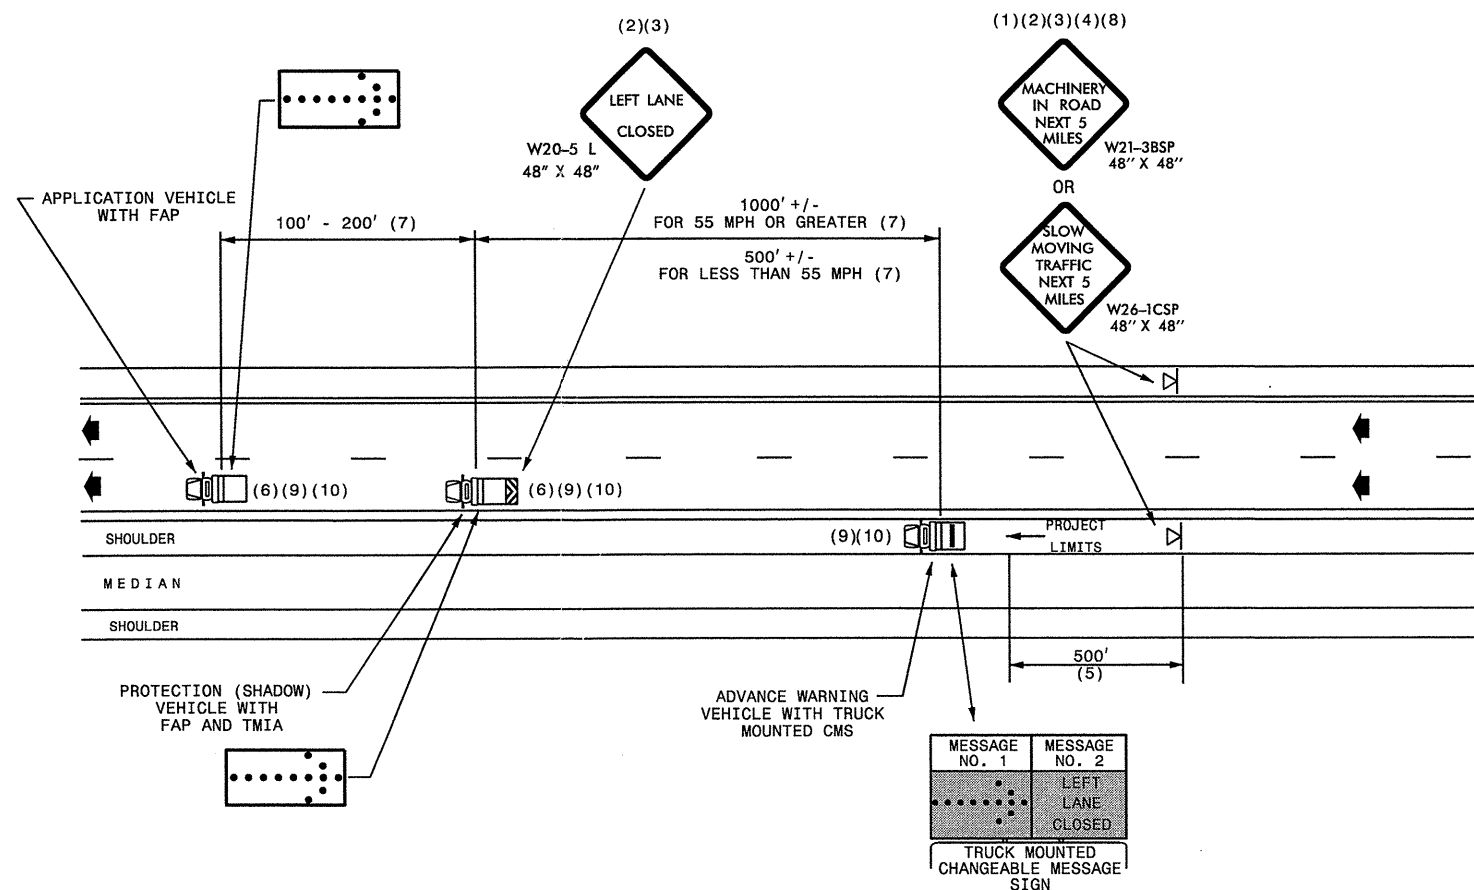 (2)(3)
(1)(2)(3)(4)(8)
LEFT LANE
CLOSED
W20-5 L
48" X 48"
MACHINERY
IN ROAD
NEXT 5
MILES
W21-3BSP
48" X 48"
OR
SLOW
MOVING
TRAFFIC
NEXT 5
MILES
W26-1CSP
48" X 48"
APPLICATION VEHICLE
WITH FAP
100' - 200' (7)
1000' +/-
FOR 55 MPH OR GREATER (7)
500' +/-
FOR LESS THAN 55 MPH (7)
(6)(9)(10)
(6)(9)(10)
(9)(10)
PROJECT
LIMITS
SHOULDER
MEDIAN
SHOULDER
500'
(5)
PROTECTION (SHADOW)
VEHICLE WITH
FAP AND TMIA
ADVANCE WARNING
VEHICLE WITH TRUCK
MOUNTED CMS
MESSAGE
NO. 1
MESSAGE
NO. 2
LEFT
LANE
CLOSED
TRUCK MOUNTED
CHANGEABLE MESSAGE
SIGN